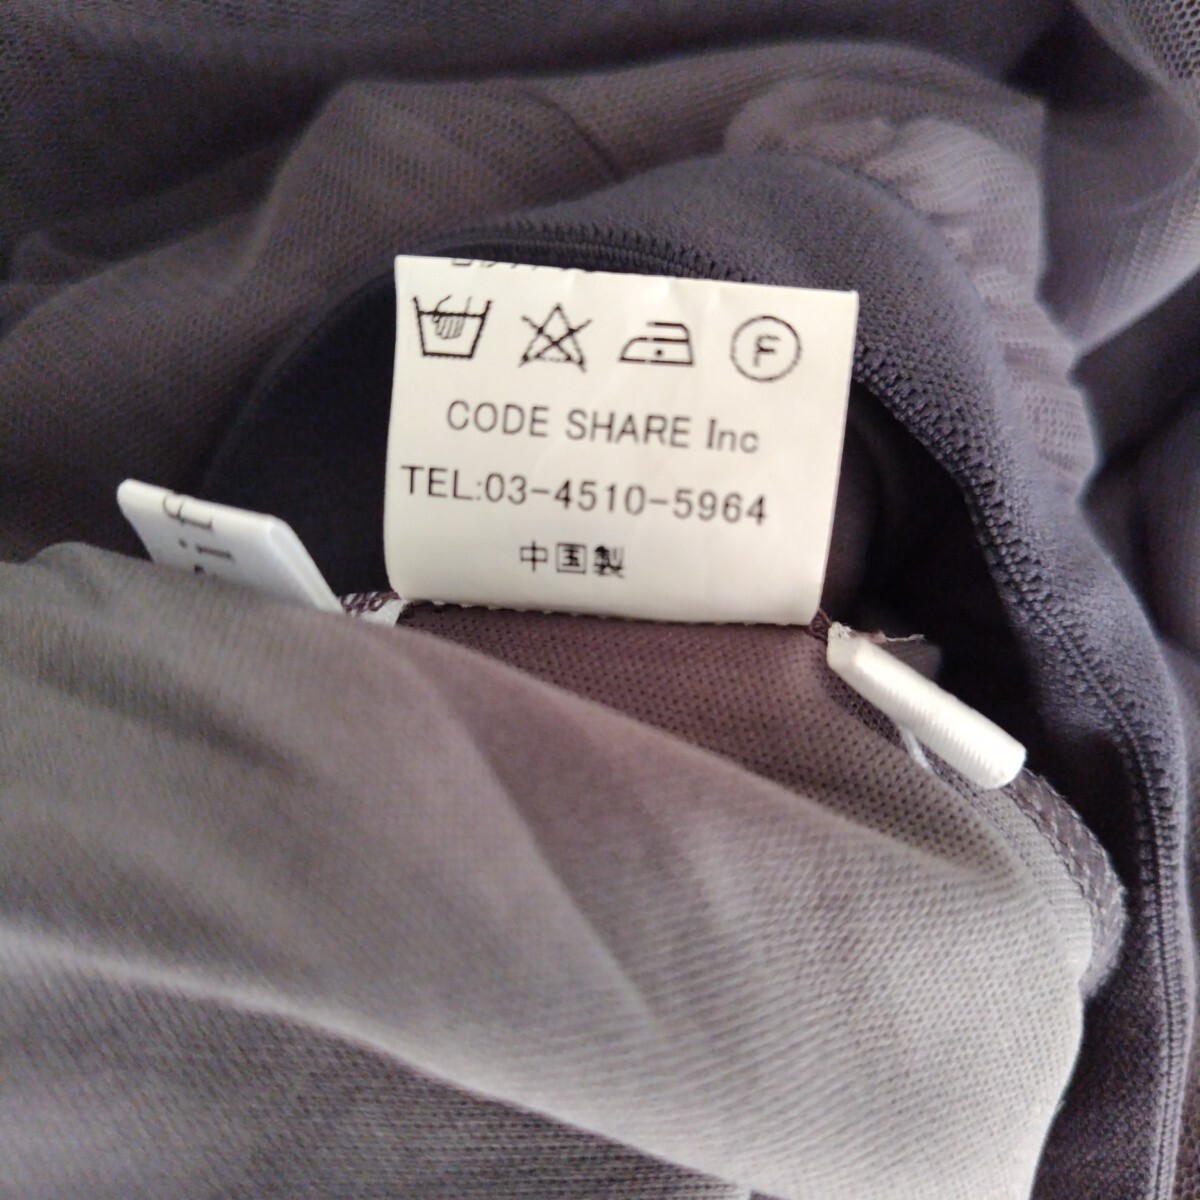 F
CODE SHARE Inc
TEL:03-4510-5964
中国製